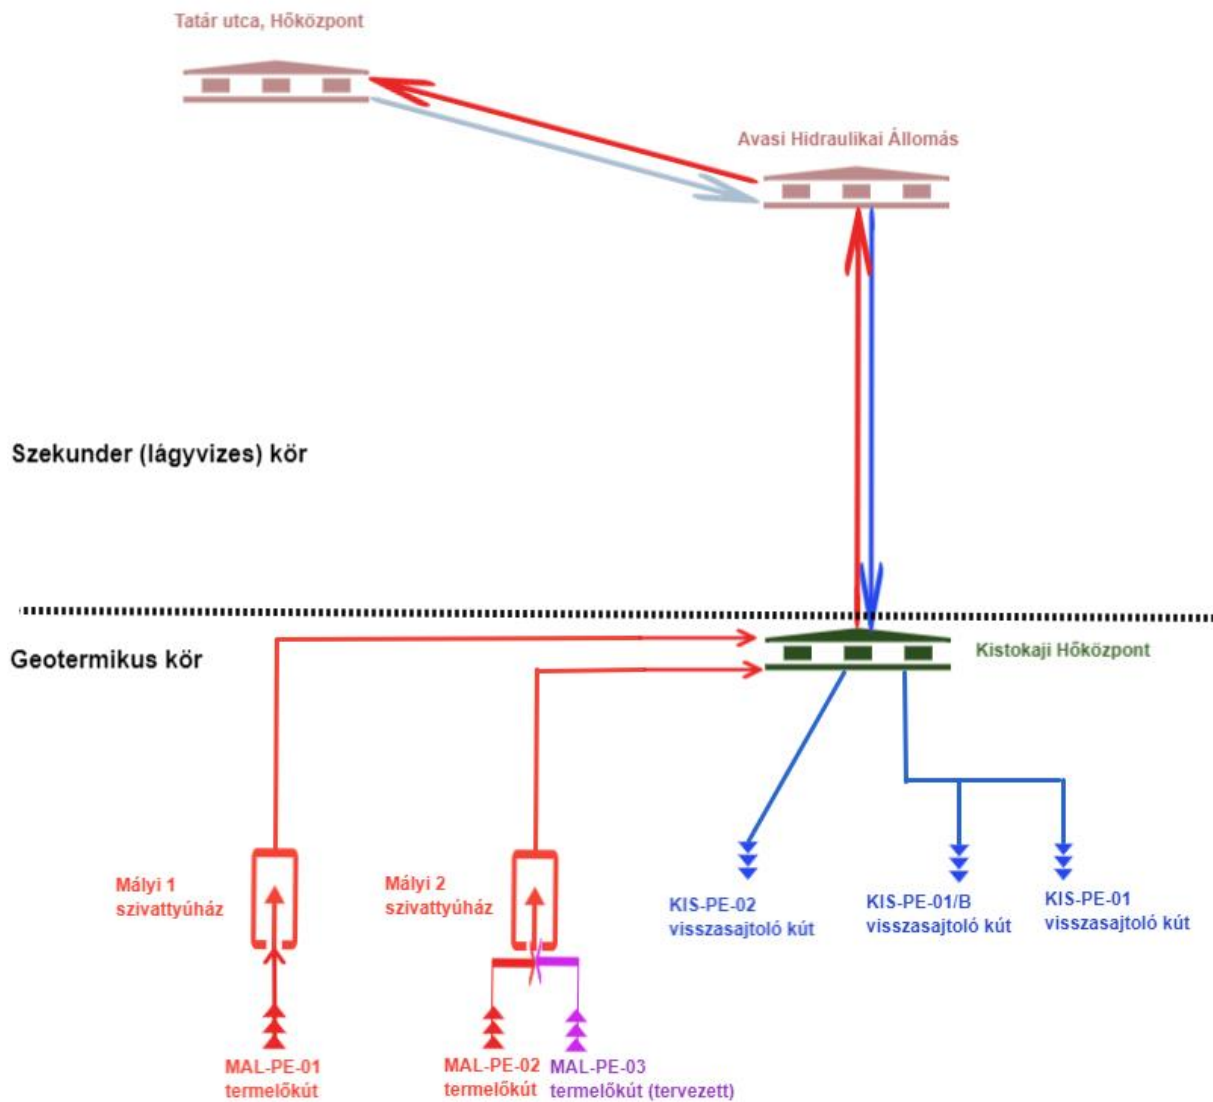 Tatár utca, Hőközpont
Avasi Hidraulikai Állomás
Szekunder (lágyvizes) kör
Geotermikus kör
Kistokaji Hőközpont
Mályi 1
szivattyúház
Mályi 2
szivattyúház
KIS-PE-02
visszasajtoló kút
KIS-PE-01/B
visszasajtoló kút
KIS-PE-01
visszasajtoló kút
MAL-PE-01
termelőkút
MAL-PE-02
termelőkút
MAL-PE-03
termelőkút (tervezett)